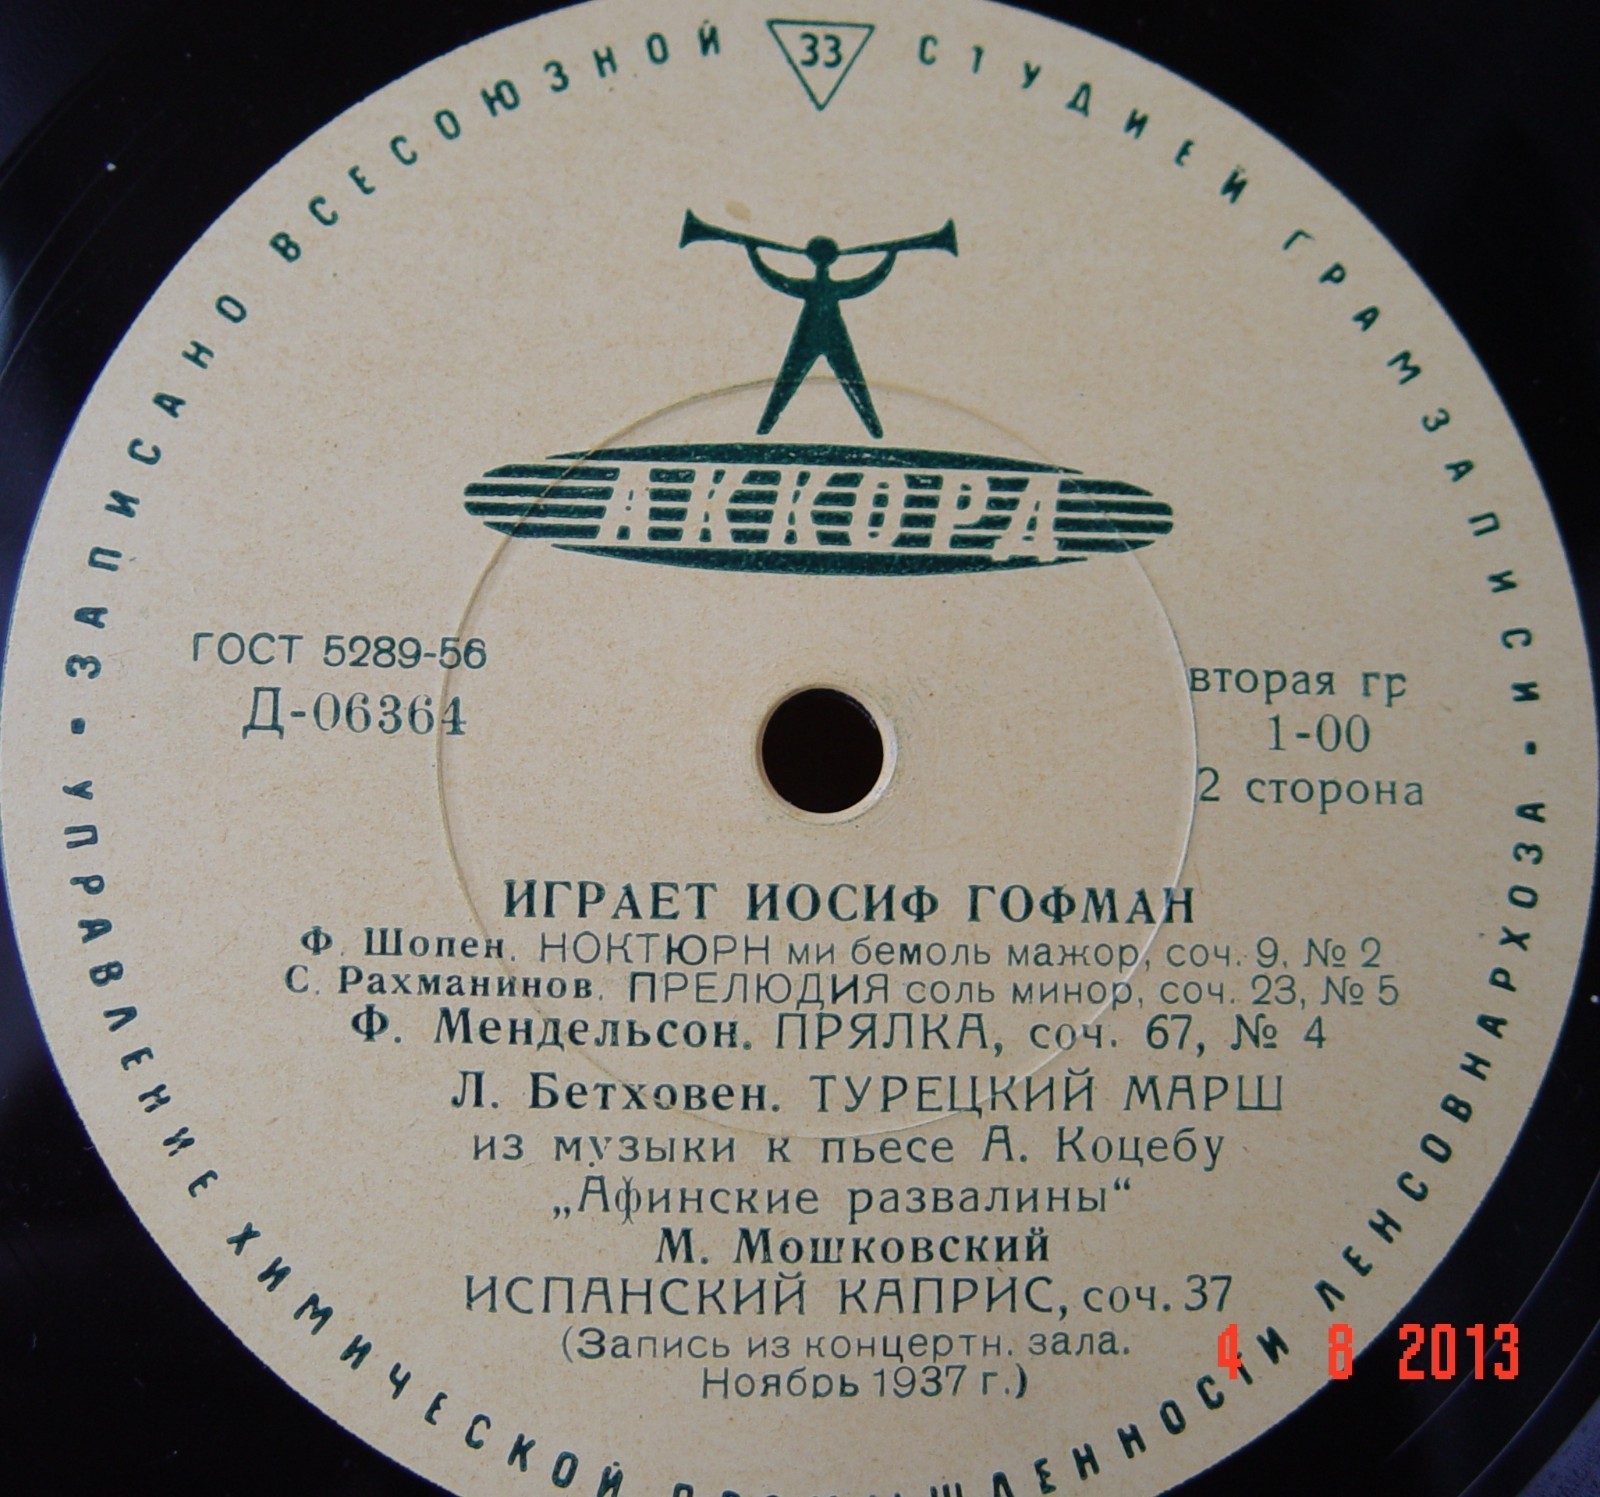 ЗАПИСАНО ВСЕСОЮЗНОЙ 33 СТУДИЕЙ ГРАМЗАПИСИ
АККОРД
ГОСТ 5289-56
Д-06364
вторая гр
1-00
2 сторона
ИГРАЕТ ИОСИФ ГОФМАН
Ф. Шопен. НОКТЮРН ми бемоль мажор, соч. 9, № 2
С. Рахманинов. ПРЕЛЮДИЯ соль минор, соч. 23, № 5
Ф. Мендельсон. ПРЯЛКА, соч. 67, № 4
Л. Бетховен. ТУРЕЦКИЙ МАРШ
из музыки к пьесе А. Коцебу
„Афинские развалины“
М. Мошковский
ИСПАНСКИЙ КАПРИС, соч. 37
(Запись из концертн. зала.
Ноябрь 1937 г.)
УПРАВЛЕНИЕ ХИМИЧЕСКОЙ ПРОМЫШЛЕННОСТИ ЛЕНСОВНАРХОЗА
4 8 2013